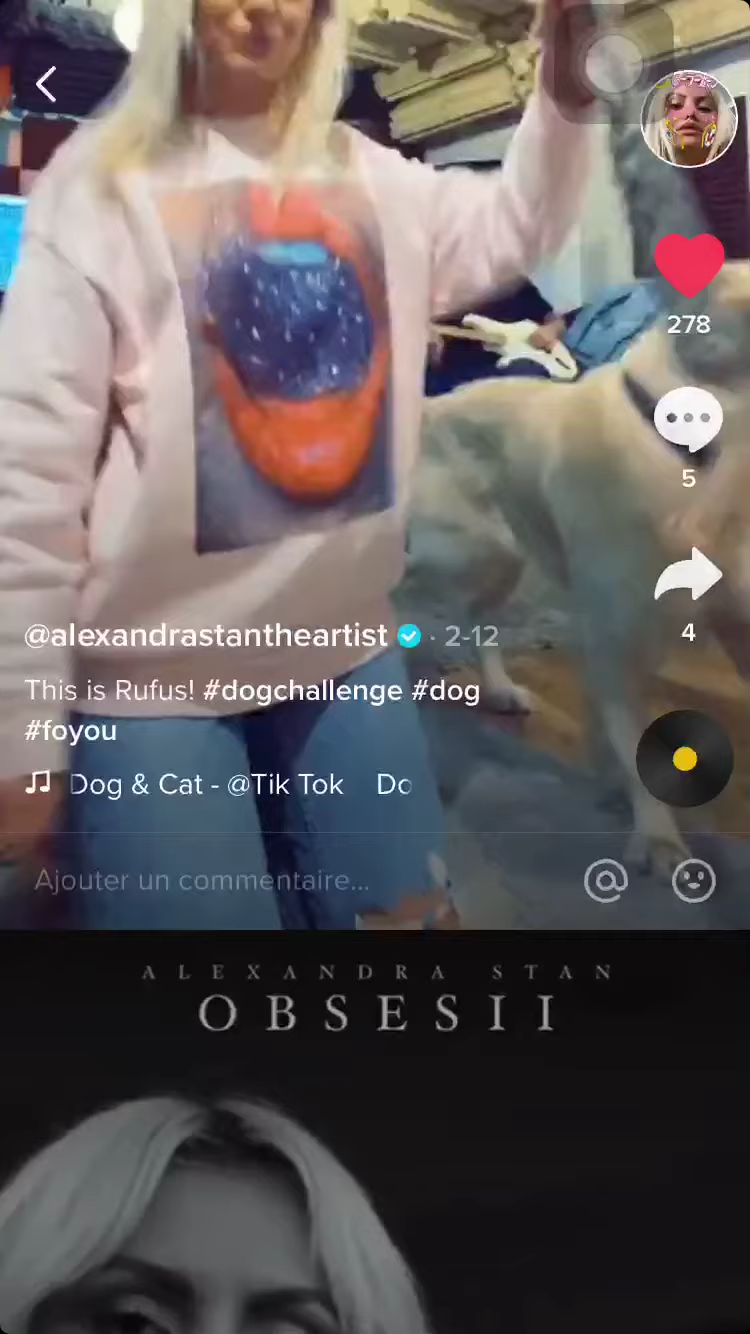 278
5
4
@alexandrastantheartist · 2-12
This is Rufus! #dogchallenge #dog
#foyou
Dog & Cat - @Tik Tok Do
Ajouter un commentaire...
ALEXANDRA STAN
OBSESII